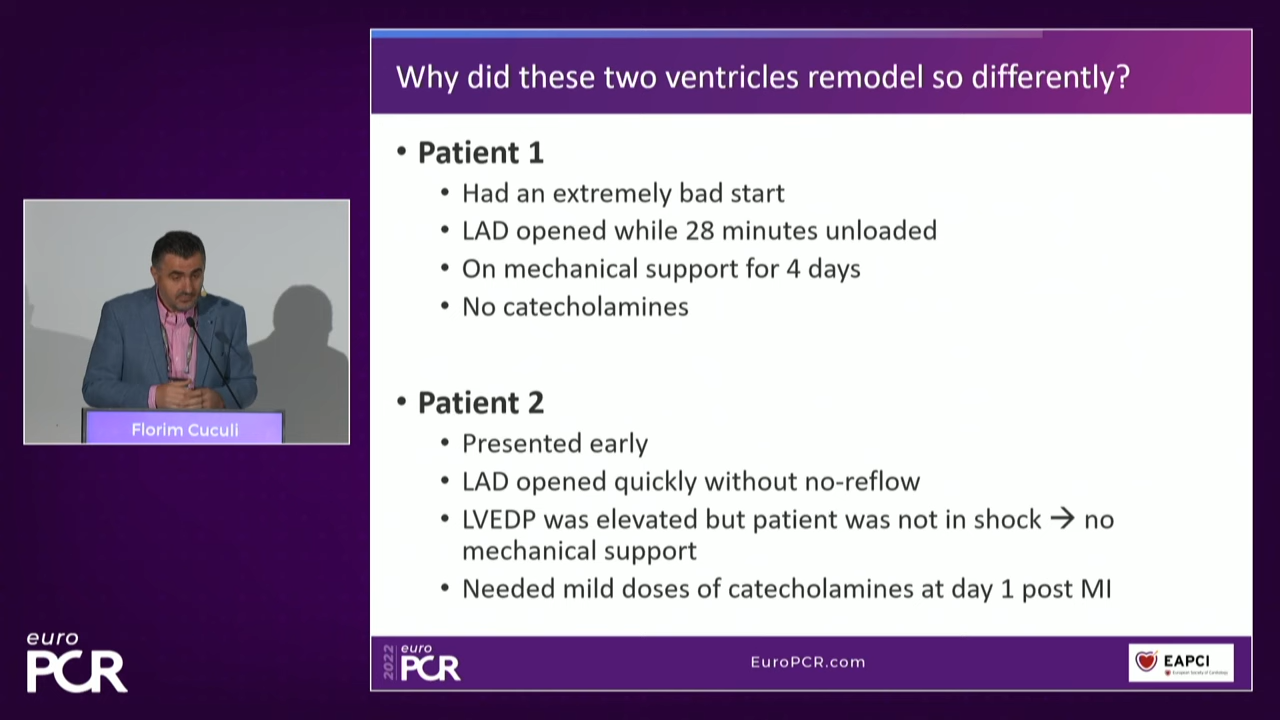 Why did these two ventricles remodel so differently?
• Patient 1
• Had an extremely bad start
• LAD opened while 28 minutes unloaded
• On mechanical support for 4 days
• No catecholamines
• Patient 2
• Presented early
• LAD opened quickly without no-reflow
• LVEDP was elevated but patient was not in shock → no
mechanical support
• Needed mild doses of catecholamines at day 1 post MI
Florim Cuculi
euro
PCR
2022
euro
PCR
EuroPCR.com
EAPCI